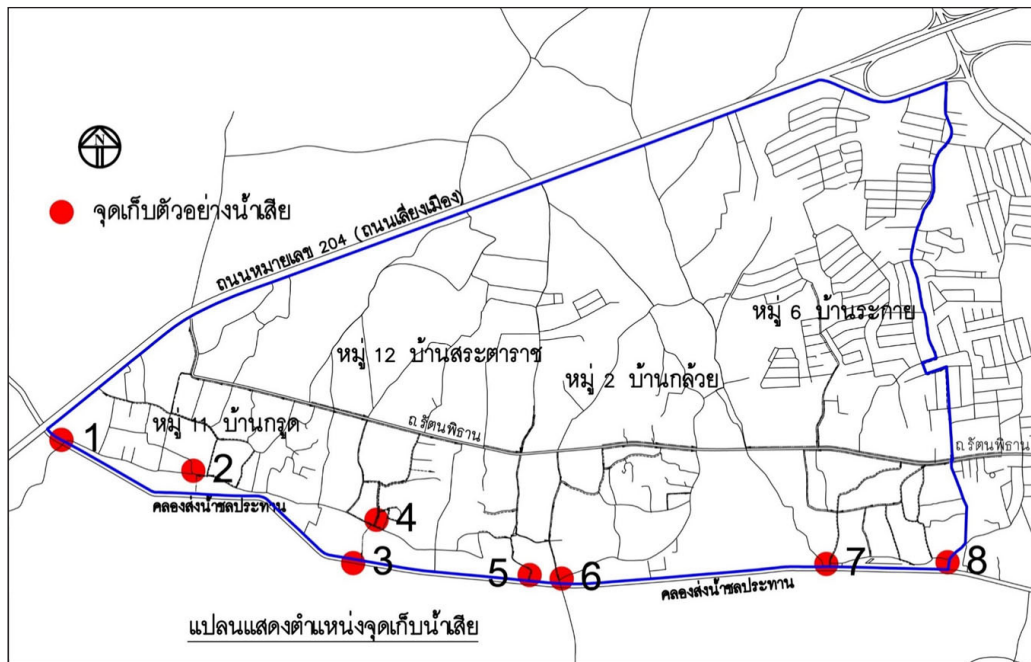 N
จุดเก็บตัวอย่างน้ำเสีย
ถนนหมายเลข 204 (ถนนเลี่ยงเมือง)
หมู่ 6 บ้านระกาย
หมู่ 12 บ้านสระตาราช
หมู่ 2 บ้านกล้วย
หมู่ 11 บ้านกรูด
ถ.รัตนพิธาน
ถ.รัตนพิธาน
1
2
คลองส่งน้ำชลประทาน
4
3
5
6
7
8
คลองส่งน้ำชลประทาน
แปลนแสดงตำแหน่งจุดเก็บน้ำเสีย